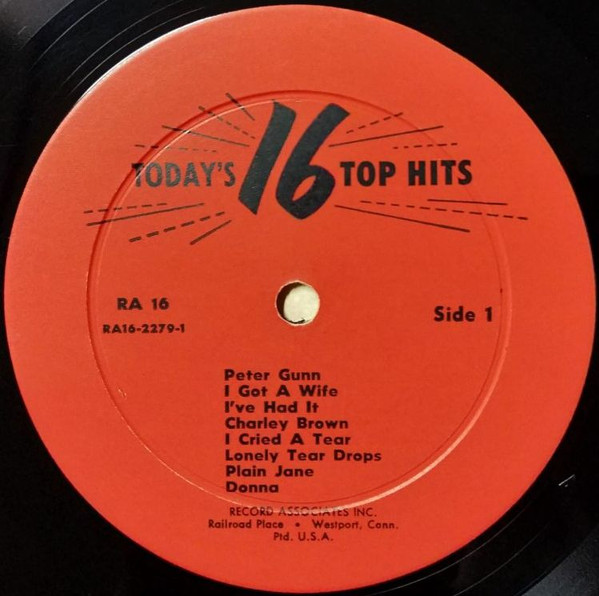 TODAY'S 16 TOP HITS
RA 16
RA16-2279-1
Side 1
Peter Gunn
I Got A Wife
I've Had It
Charley Brown
I Cried A Tear
Lonely Tear Drops
Plain Jane
Donna
RECORD ASSOCIATES INC.
Railroad Place • Westport, Conn.
Ptd. U.S.A.